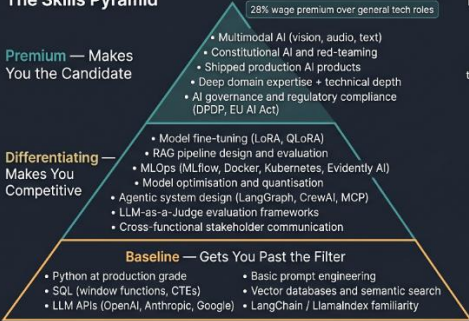 The Skills Pyramid
28% wage premium over general tech roles
Premium — Makes
You the Candidate
• Multimodal AI (vision, audio, text)
• Constitutional AI and red-teaming
• Shipped production AI products
• Deep domain expertise + technical depth
• AI governance and regulatory compliance
(DPDP, EU AI Act)
Differentiating —
Makes You
Competitive
• Model fine-tuning (LoRA, QLoRA)
• RAG pipeline design and evaluation
• MLOps (MLflow, Docker, Kubernetes, Evidently AI)
• Model optimisation and quantisation
• Agentic system design (LangGraph, CrewAI, MCP)
• LLM-as-a-Judge evaluation frameworks
• Cross-functional stakeholder communication
Baseline — Gets You Past the Filter
• Python at production grade
• SQL (window functions, CTEs)
• LLM APIs (OpenAI, Anthropic, Google)
• Basic prompt engineering
• Vector databases and semantic search
• LangChain / LlamaIndex familiarity